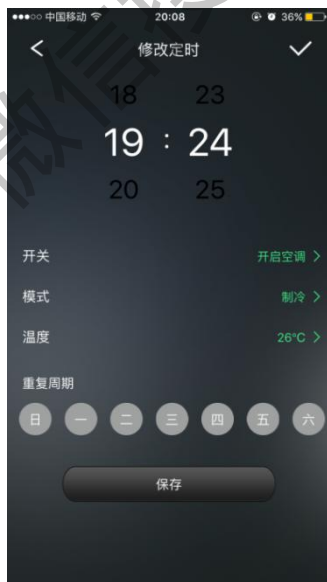 中国移动 20:08 36%
修改定时
18 23
19 : 24
20 25
开关 开启空调
模式 制冷
温度 26°C
重复周期
日 一 二 三 四 五 六
保存